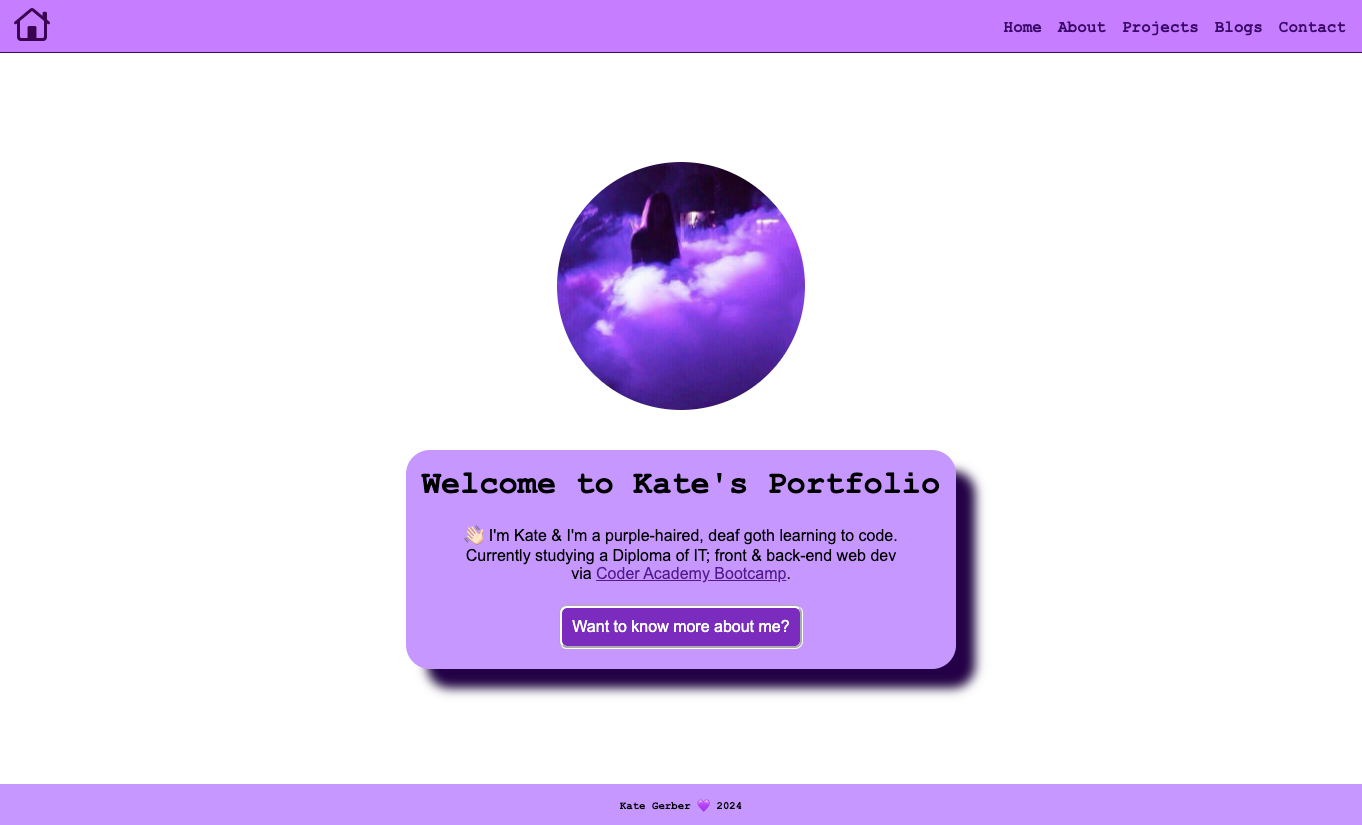 Home About Projects Blogs Contact
Welcome to Kate's Portfolio
👋🏻 I'm Kate & I'm a purple-haired, deaf goth learning to code.
Currently studying a Diploma of IT; front & back-end web dev
via Coder Academy Bootcamp.
Want to know more about me?
Kate Gerber 💜 2024